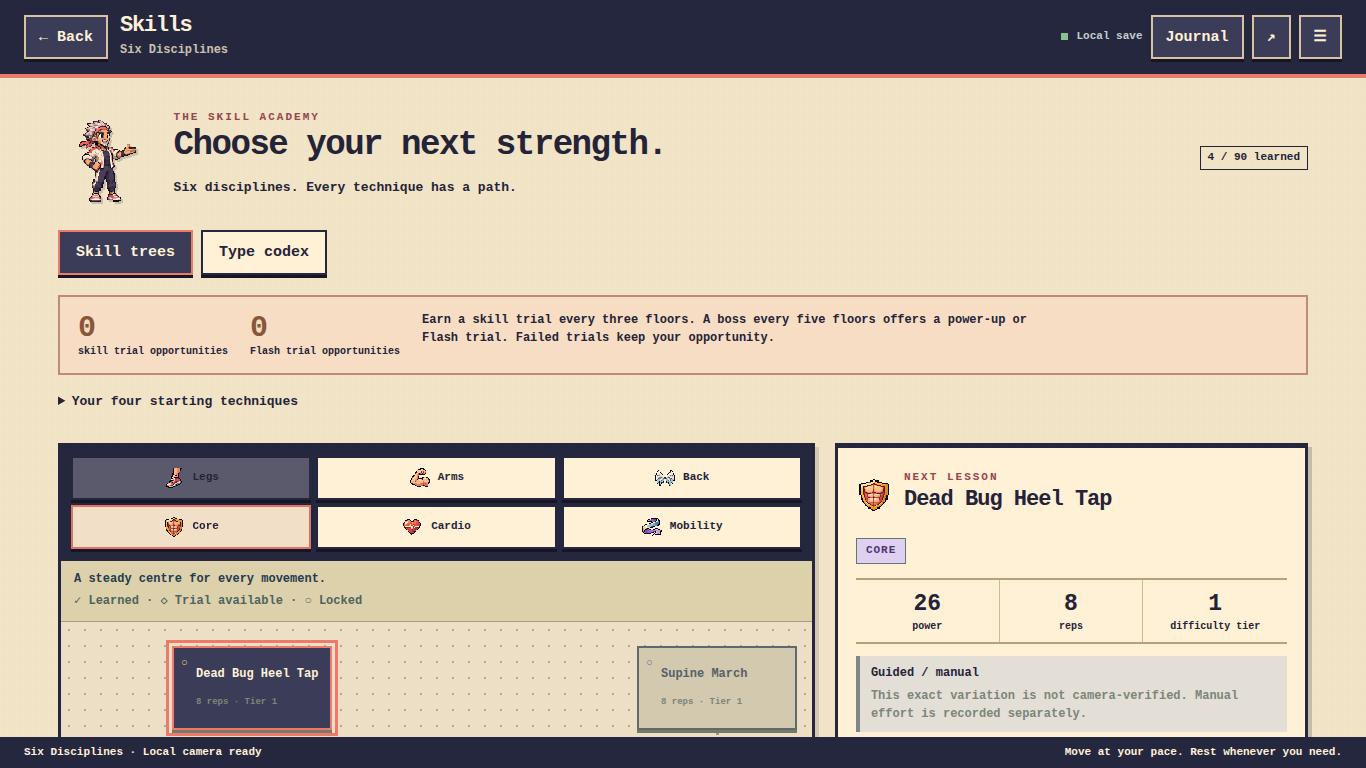 ← Back
Skills
Six Disciplines
Local save
Journal
↗
☰
THE SKILL ACADEMY
Choose your next strength.
Six disciplines. Every technique has a path.
4 / 90 learned
Skill trees
Type codex
0
skill trial opportunities
0
Flash trial opportunities
Earn a skill trial every three floors. A boss every five floors offers a power-up or
Flash trial. Failed trials keep your opportunity.
▶ Your four starting techniques
Legs
Arms
Back
Core
Cardio
Mobility
A steady centre for every movement.
✓ Learned · ◇ Trial available · ○ Locked
○
Dead Bug Heel Tap
8 reps · Tier 1
○
Supine March
8 reps · Tier 1
NEXT LESSON
Dead Bug Heel Tap
CORE
26
power
8
reps
1
difficulty tier
Guided / manual
This exact variation is not camera-verified. Manual
effort is recorded separately.
Six Disciplines · Local camera ready
Move at your pace. Rest whenever you need.